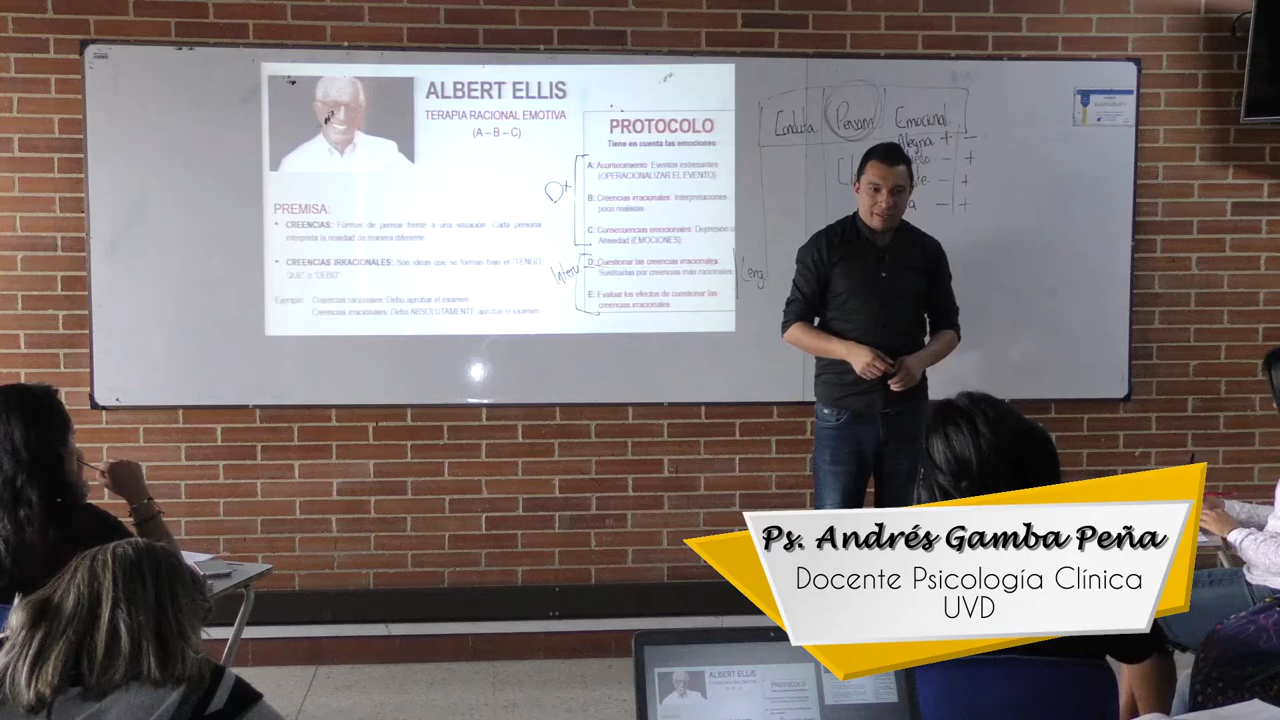 ALBERT ELLIS
TERAPIA RACIONAL EMOTIVA
(A – B – C)
PREMISA:
CREENCIAS: Formas de pensar frente a una situación. Cada persona
interpreta la realidad de manera diferente
CREENCIAS IRRACIONALES: Son ideas que se forman bajo el "TENGO
QUE" o "DEBO"
Ejemplo: Creencias racionales: Debo aprobar el examen
Creencias irracionales: Debo ABSOLUTAMENTE aprobar el examen
PROTOCOLO
Tiene en cuenta las emociones
A: Acontecimiento: Eventos estresantes
(OPERACIONALIZAR EL EVENTO)
B: Creencias irracionales: Interpretaciones
poco realistas
C: Consecuencias emocionales: Depresión
Ansiedad (EMOCIONES)
D: Cuestionar las creencias irracionales:
Sustituirlas por creencias más racionales
E: Evaluar los efectos de cuestionar las
creencias irracionales
Dx
Leng
Conducta Emocional
Alegría + –
– +
– +
– +
Ps. Andrés Gamba Peña
Docente Psicología Clínica
UVD
ALBERT ELLIS
PROTOCOLO